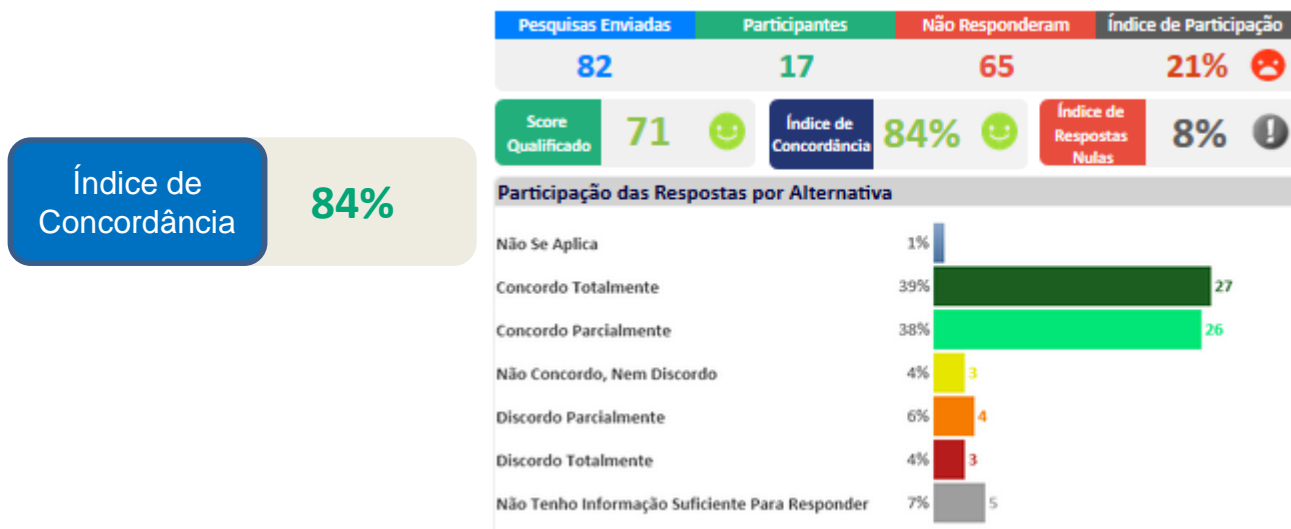 Índice de
Concordância
84%
Pesquisas Enviadas Participantes Não Responderam Índice de Participação
82 17 65 21%
Score
Qualificado
71
Índice de
Concordância
84%
Índice de
Respostas
Nulas
8%
Participação das Respostas por Alternativa
Não Se Aplica 1%
Concordo Totalmente 39% 27
Concordo Parcialmente 38% 26
Não Concordo, Nem Discordo 4% 3
Discordo Parcialmente 6% 4
Discordo Totalmente 4% 3
Não Tenho Informação Suficiente Para Responder 7% 5